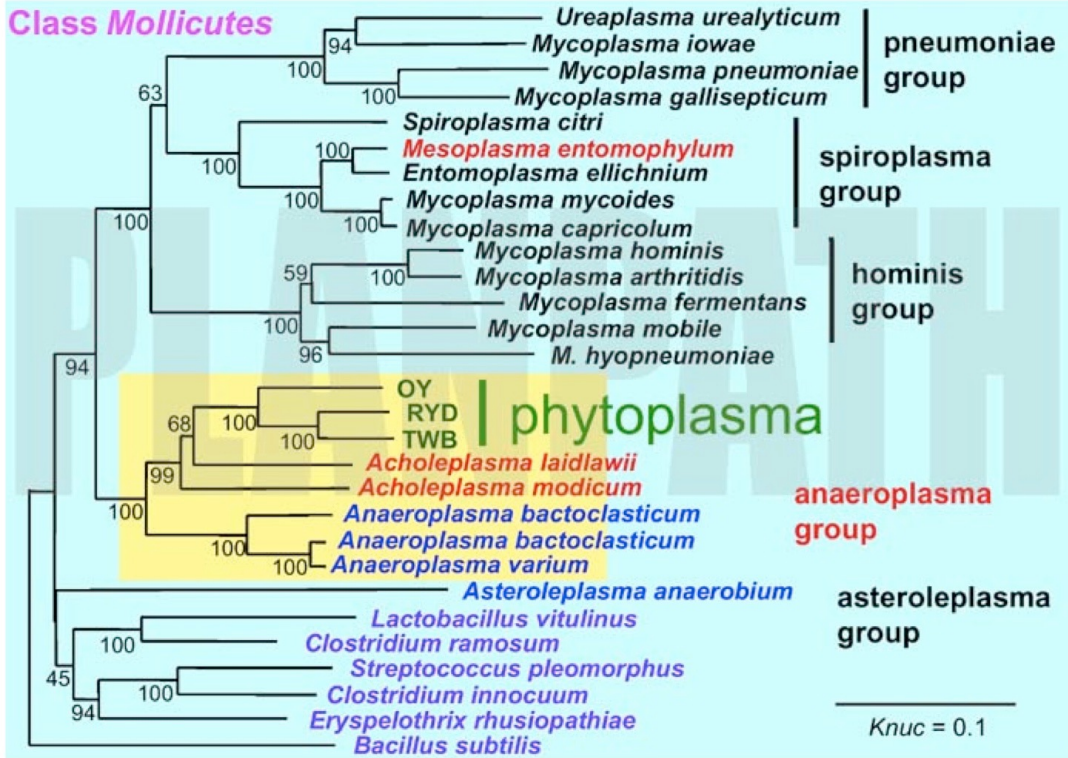 Class Mollicutes
Ureaplasma urealyticum
94
Mycoplasma iowae
pneumoniae
group
100
Mycoplasma pneumoniae
63
100
Mycoplasma gallisepticum
Spiroplasma citri
100
Mesoplasma entomophylum
100
spiroplasma
group
Entomoplasma ellichnium
100
Mycoplasma mycoides
100
100
Mycoplasma capricolum
Mycoplasma hominis
59
100
Mycoplasma arthritidis
hominis
group
Mycoplasma fermentans
100
Mycoplasma mobile
96
M. hyopneumoniae
94
OY
100
RYD
phytoplasma
68
100
TWB
Acholeplasma laidlawii
99
Acholeplasma modicum
anaeroplasma
group
100
Anaeroplasma bactoclasticum
100
Anaeroplasma bactoclasticum
100
Anaeroplasma varium
Asteroleplasma anaerobium
asteroleplasma
group
Lactobacillus vitulinus
100
Clostridium ramosum
45
Streptococcus pleomorphus
100
Clostridium innocuum
94
Eryspelothrix rhusiopathiae
Knuc = 0.1
Bacillus subtilis
PLANPATH